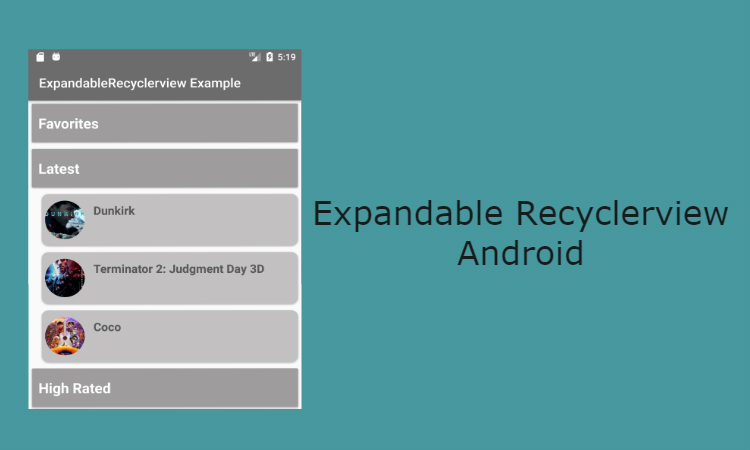 5:19
ExpandableRecyclerview Example
Favorites
Latest
Dunkirk
Terminator 2: Judgment Day 3D
Coco
High Rated
Expandable Recyclerview
Android